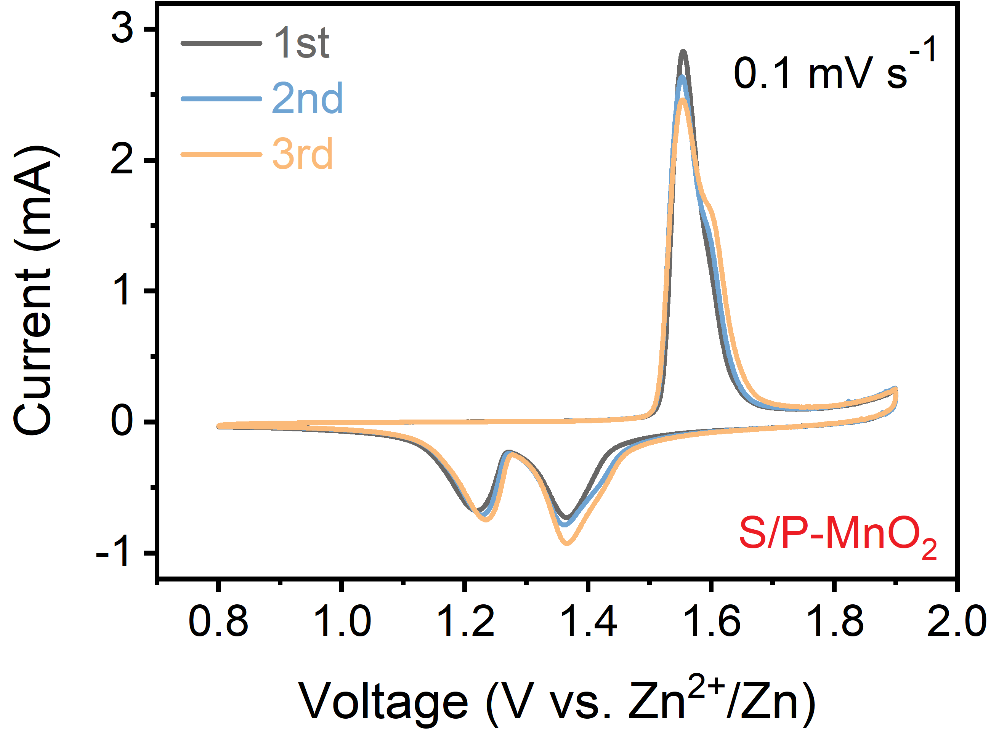 3
2
1
0
-1
Current (mA)
1st
2nd
3rd
0.1 mV s⁻¹
S/P-MnO₂
0.8 1.0 1.2 1.4 1.6 1.8 2.0
Voltage (V vs. Zn²⁺/Zn)